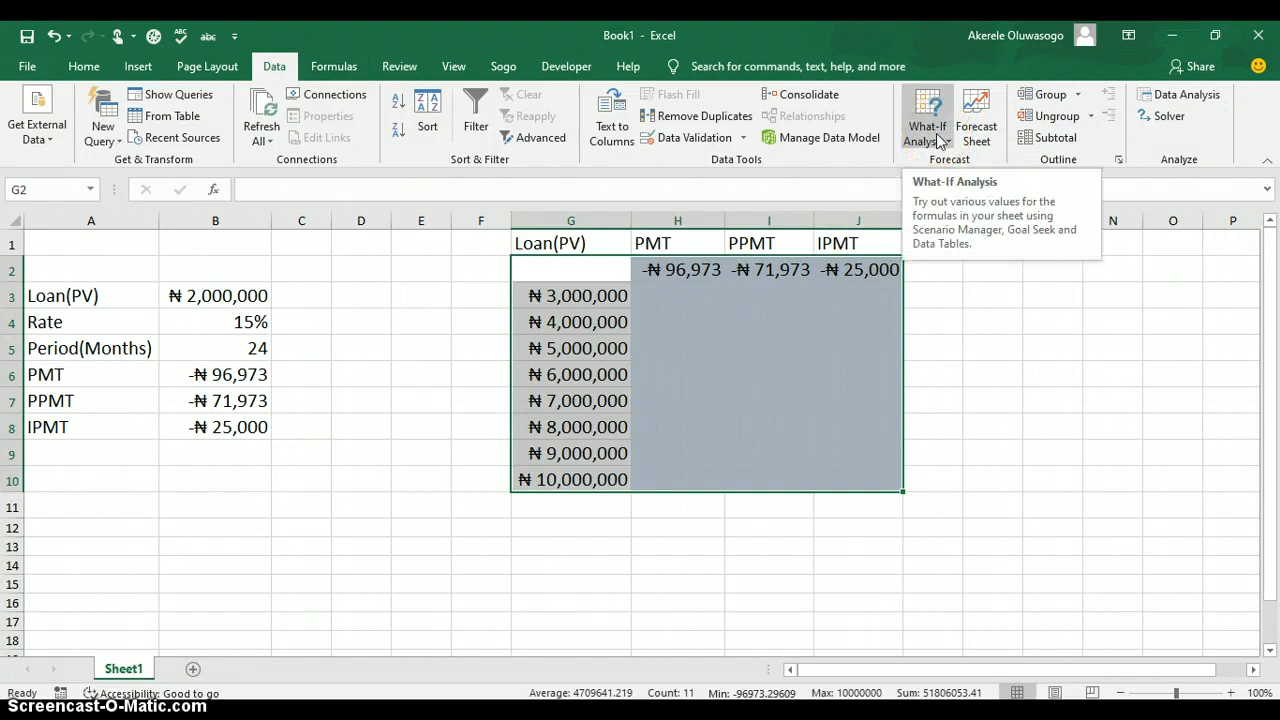 Book1 - Excel
Akerele Oluwasogo
File Home Insert Page Layout Data Formulas Review View Sogo Developer Help Search for commands, text, help, and more Share
Get External Data
New Query
Show Queries
From Table
Recent Sources
Get & Transform
Refresh All
Connections
Properties
Edit Links
Connections
Sort
Filter
Clear
Reapply
Advanced
Sort & Filter
Text to Columns
Flash Fill
Remove Duplicates
Data Validation
Consolidate
Relationships
Manage Data Model
Data Tools
What-If Analysis
Forecast Sheet
Forecast
Group
Ungroup
Subtotal
Outline
Data Analysis
Solver
Analyze
G2 fx
What-If Analysis
Try out various values for the
formulas in your sheet using
Scenario Manager, Goal Seek and
Data Tables.
A B C D E F G H I J N O P
1 Loan(PV) PMT PPMT IPMT
2 -₦ 96,973 -₦ 71,973 -₦ 25,000
3 Loan(PV) ₦ 2,000,000 ₦ 3,000,000
4 Rate 15% ₦ 4,000,000
5 Period(Months) 24 ₦ 5,000,000
6 PMT -₦ 96,973 ₦ 6,000,000
7 PPMT -₦ 71,973 ₦ 7,000,000
8 IPMT -₦ 25,000 ₦ 8,000,000
9 ₦ 9,000,000
10 ₦ 10,000,000
11
12
13
14
15
16
17
18
Sheet1
Ready Accessibility: Good to go Average: 4709641.219 Count: 11 Min: -96973.29609 Max: 10000000 Sum: 51806053.41 100%
Screencast-O-Matic.com